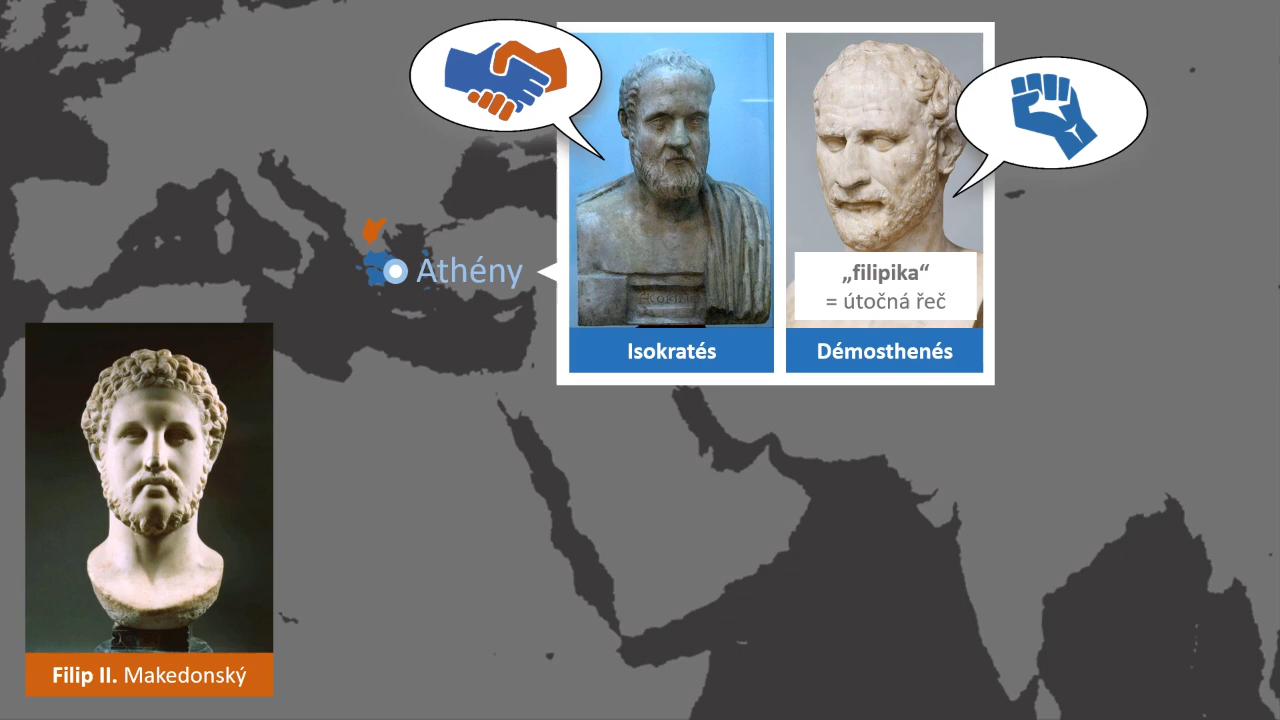 Athény
„filipika“
= útočná řeč
Isokratés
Démosthenés
Filip II. Makedonský